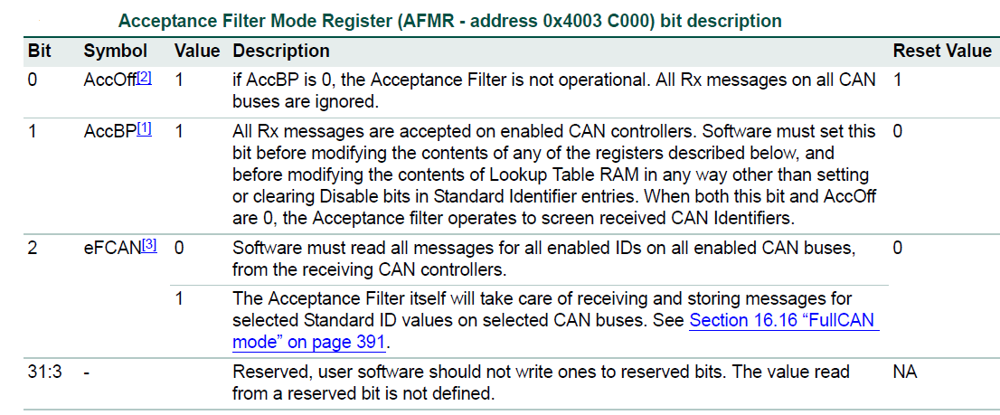 Acceptance Filter Mode Register (AFMR - address 0x4003 C000) bit description
Bit Symbol Value Description Reset Value
0 AccOff[2] 1 if AccBP is 0, the Acceptance Filter is not operational. All Rx messages on all CAN 1
buses are ignored.
1 AccBP[1] 1 All Rx messages are accepted on enabled CAN controllers. Software must set this 0
bit before modifying the contents of any of the registers described below, and
before modifying the contents of Lookup Table RAM in any way other than setting
or clearing Disable bits in Standard Identifier entries. When both this bit and AccOff
are 0, the Acceptance filter operates to screen received CAN Identifiers.
2 eFCAN[3] 0 Software must read all messages for all enabled IDs on all enabled CAN buses, 0
from the receiving CAN controllers.
1 The Acceptance Filter itself will take care of receiving and storing messages for
selected Standard ID values on selected CAN buses. See Section 16.16 “FullCAN
mode” on page 391.
31:3 - Reserved, user software should not write ones to reserved bits. The value read NA
from a reserved bit is not defined.